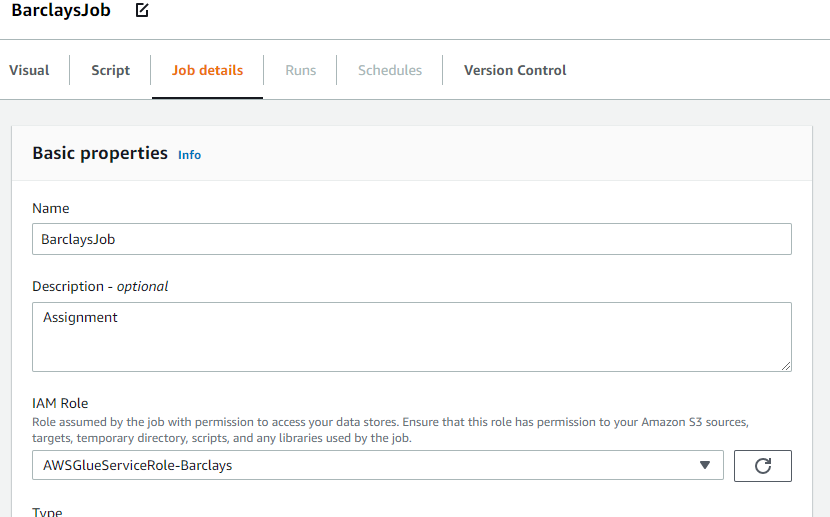 BarclaysJob
Visual Script Job details Runs Schedules Version Control
Basic properties Info
Name
BarclaysJob
Description - optional
Assignment
IAM Role
Role assumed by the job with permission to access your data stores. Ensure that this role has permission to your Amazon S3 sources,
targets, temporary directory, scripts, and any libraries used by the job.
AWSGlueServiceRole-Barclays
Type